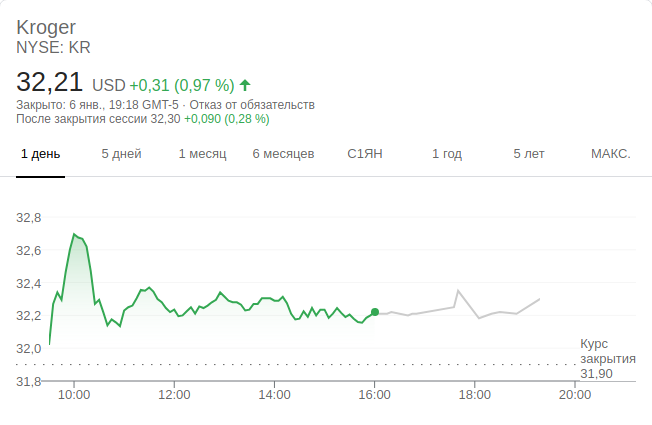 Kroger
NYSE: KR
32,21 USD +0,31 (0,97 %)
Закрыто: 6 янв., 19:18 GMT-5 · Отказ от обязательств
После закрытия сессии 32,30 +0,090 (0,28 %)
1 день 5 дней 1 месяц 6 месяцев С1ЯН 1 год 5 лет МАКС.
32,8
32,6
32,4
32,2
32,0
Курс
закрытия
31,90
31,8
10:00 12:00 14:00 16:00 18:00 20:00